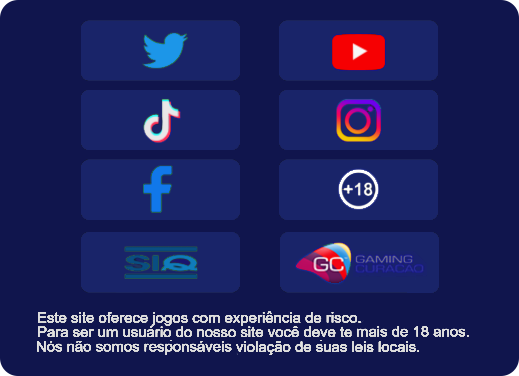 +18
SIQ
GC GAMING
CURACAO
Este site oferece jogos com experiência de risco.
Para ser um usuário do nosso site você deve te mais de 18 anos.
Nós não somos responsáveis violação de suas leis locais.